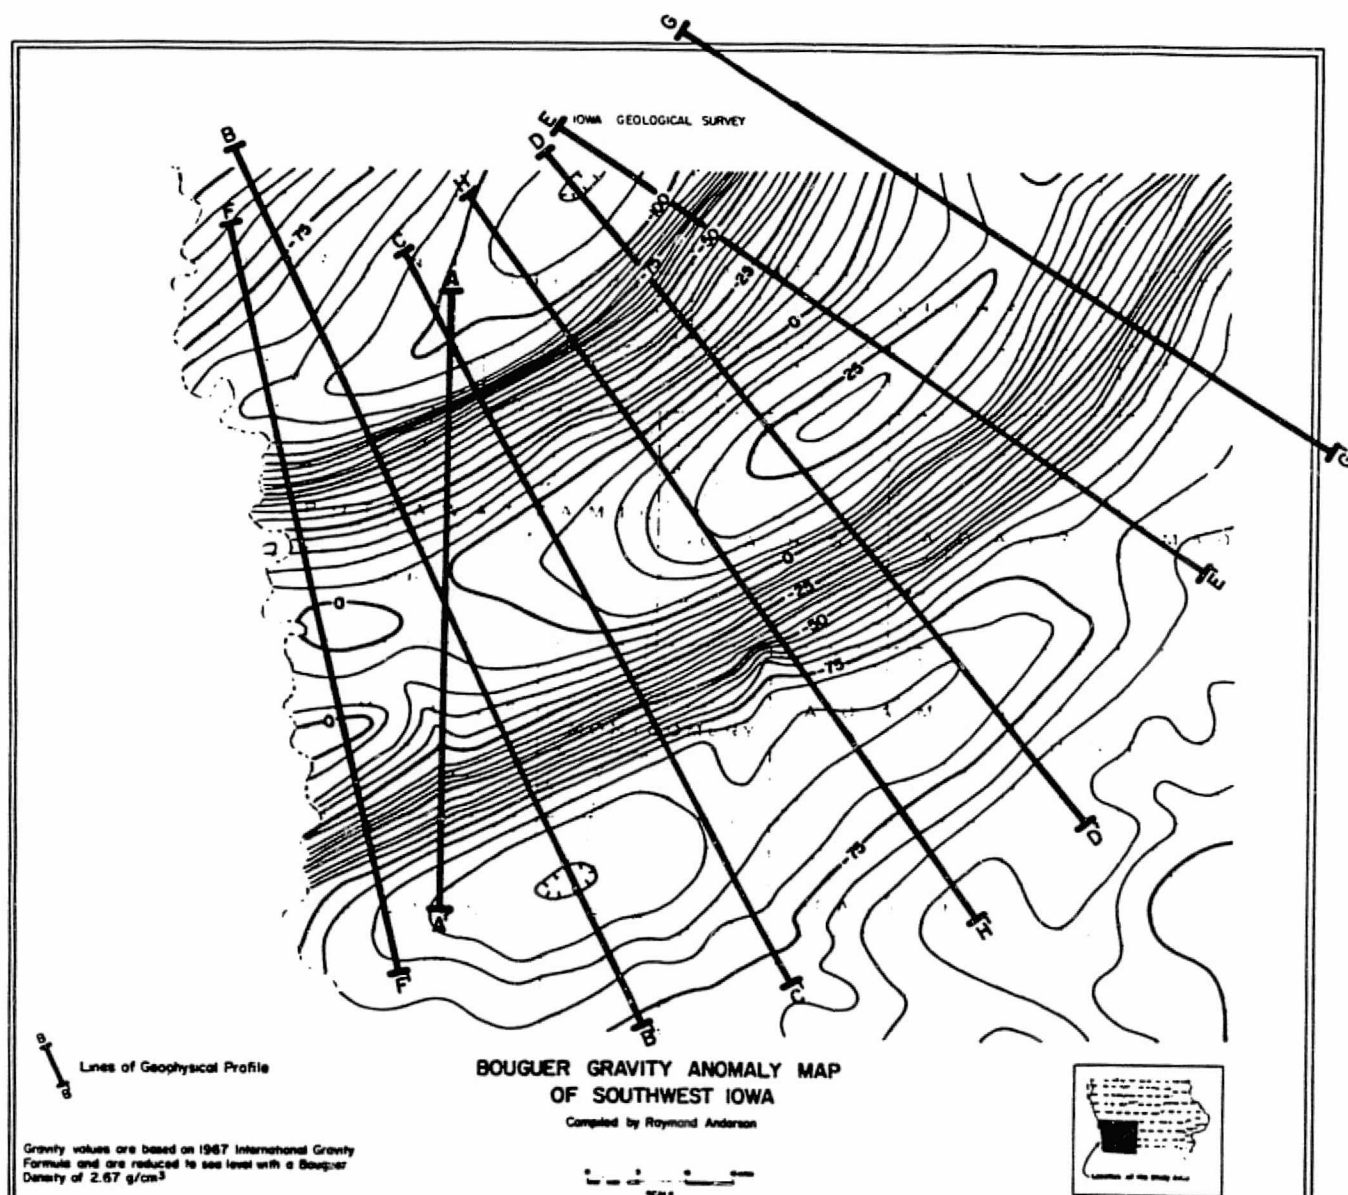 G
IOWA GEOLOGICAL SURVEY
E
D
B
H
F
C
A
-75
-100
-50
-75
-25
0
25
0
0
-25
-50
-75
0
-75
G
E
D
H
A'
F
C
B'
B
B'
Lines of Geophysical Profile
BOUGUER GRAVITY ANOMALY MAP
OF SOUTHWEST IOWA
Compiled by Raymond Anderson
Gravity values are based on 1967 International Gravity
Formula and are reduced to sea level with a Bouguer
Density of 2.67 g/cm³
SCALE